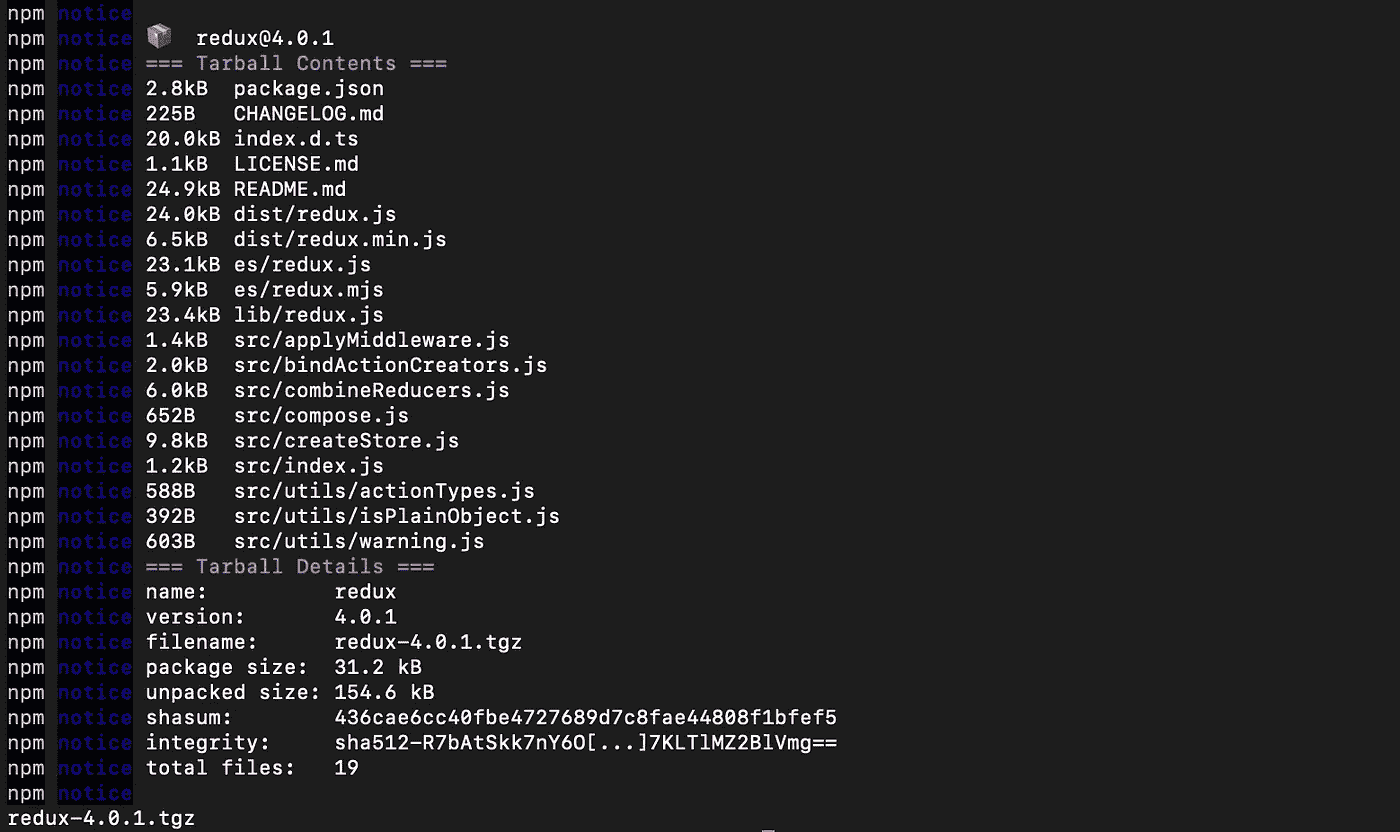 npm notice
npm notice 📦  redux@4.0.1
npm notice === Tarball Contents ===
npm notice 2.8kB  package.json
npm notice 225B   CHANGELOG.md
npm notice 20.0kB index.d.ts
npm notice 1.1kB  LICENSE.md
npm notice 24.9kB README.md
npm notice 24.0kB dist/redux.js
npm notice 6.5kB  dist/redux.min.js
npm notice 23.1kB es/redux.js
npm notice 5.9kB  es/redux.mjs
npm notice 23.4kB lib/redux.js
npm notice 1.4kB  src/applyMiddleware.js
npm notice 2.0kB  src/bindActionCreators.js
npm notice 6.0kB  src/combineReducers.js
npm notice 652B   src/compose.js
npm notice 9.8kB  src/createStore.js
npm notice 1.2kB  src/index.js
npm notice 588B   src/utils/actionTypes.js
npm notice 392B   src/utils/isPlainObject.js
npm notice 603B   src/utils/warning.js
npm notice === Tarball Details ===
npm notice name:          redux
npm notice version:       4.0.1
npm notice filename:      redux-4.0.1.tgz
npm notice package size:  31.2 kB
npm notice unpacked size: 154.6 kB
npm notice shasum:        436cae6cc40fbe4727689d7c8fae44808f1bfef5
npm notice integrity:     sha512-R7bAtSkk7nY6O[...]7KLTlMZ2BlVmg==
npm notice total files:   19
npm notice
redux-4.0.1.tgz